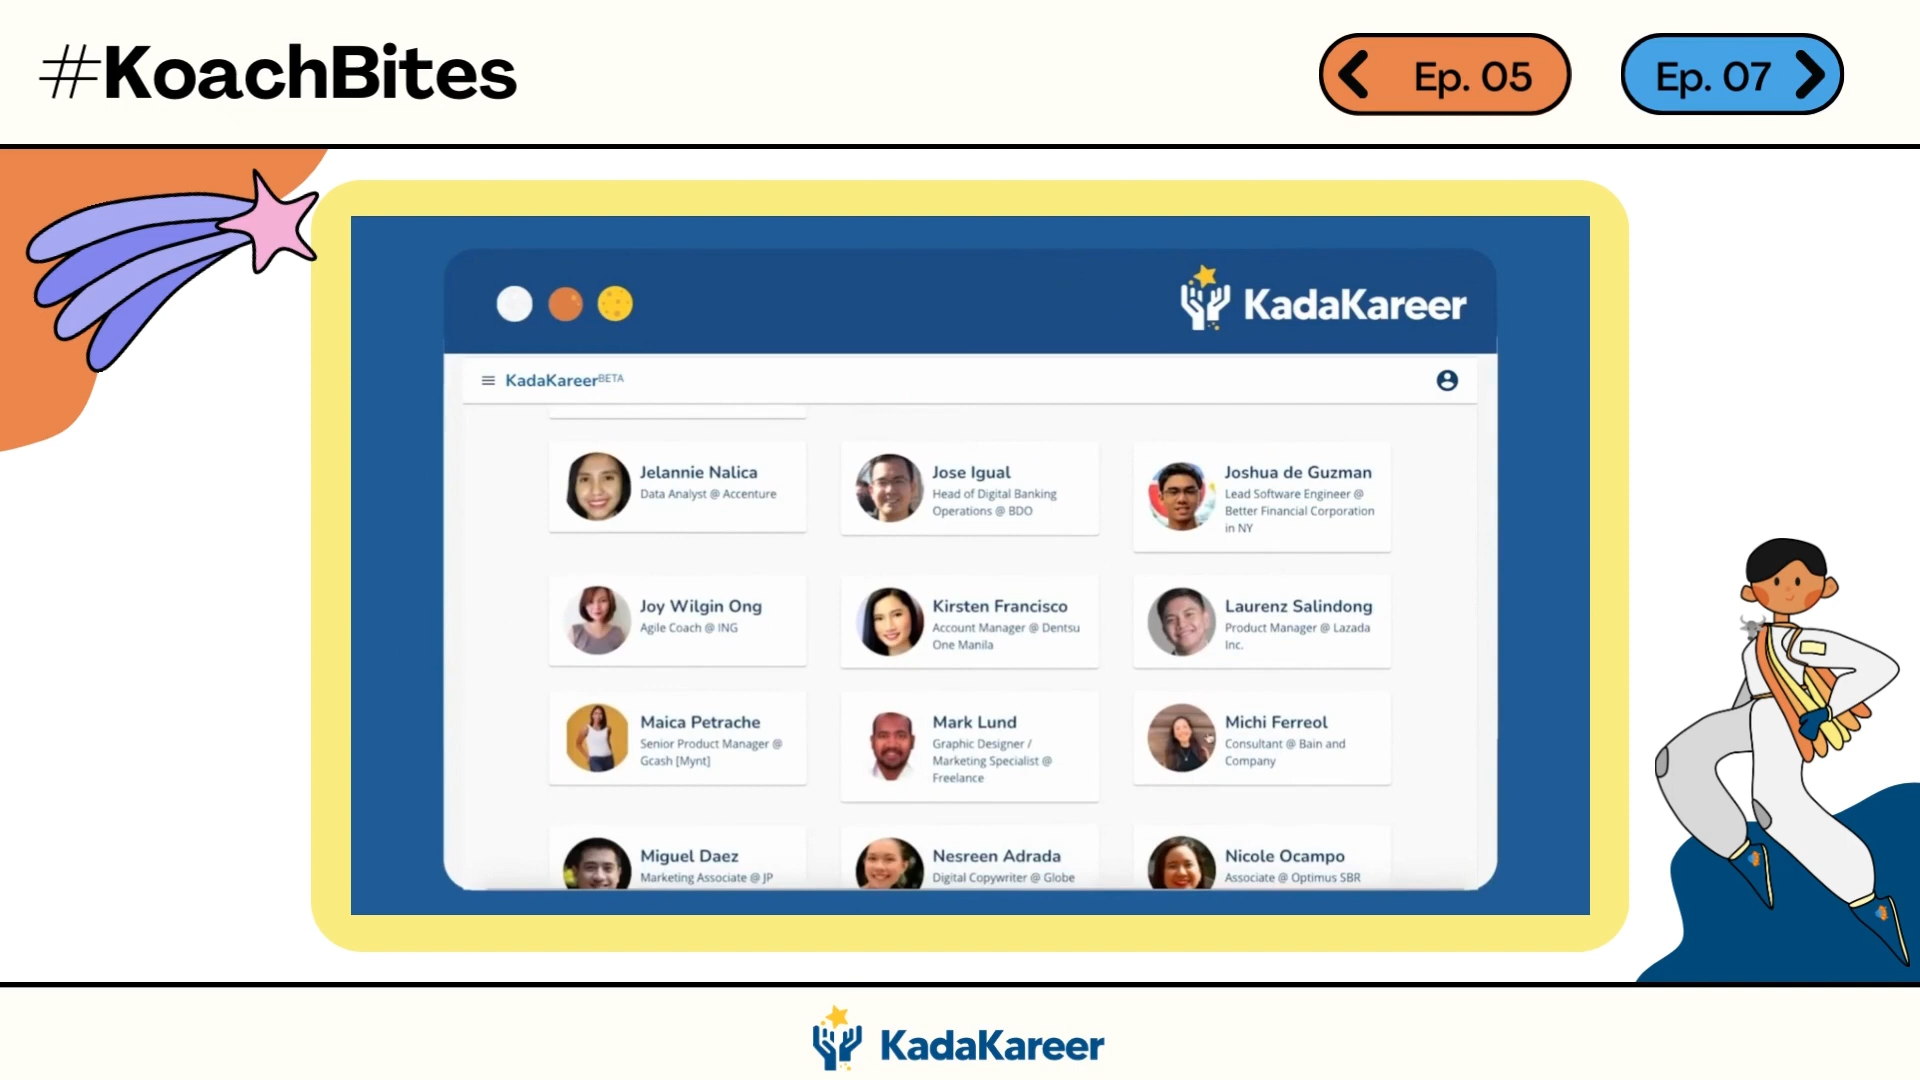 #KoachBites
Ep. 05
Ep. 07
KadaKareer
KadaKareerBETA
Jelannie Nalica
Data Analyst @ Accenture
Jose Igual
Head of Digital Banking
Operations @ BDO
Joshua de Guzman
Lead Software Engineer @
Better Financial Corporation
in NY
Joy Wilgin Ong
Agile Coach @ ING
Kirsten Francisco
Account Manager @ Dentsu
One Manila
Laurenz Salindong
Product Manager @ Lazada
Inc.
Maica Petrache
Senior Product Manager @
Gcash [Mynt]
Mark Lund
Graphic Designer /
Marketing Specialist @
Freelance
Michi Ferreol
Consultant @ Bain and
Company
Miguel Daez
Marketing Associate @ JP
Nesreen Adrada
Digital Copywriter @ Globe
Nicole Ocampo
Associate @ Optimus SBR
KadaKareer